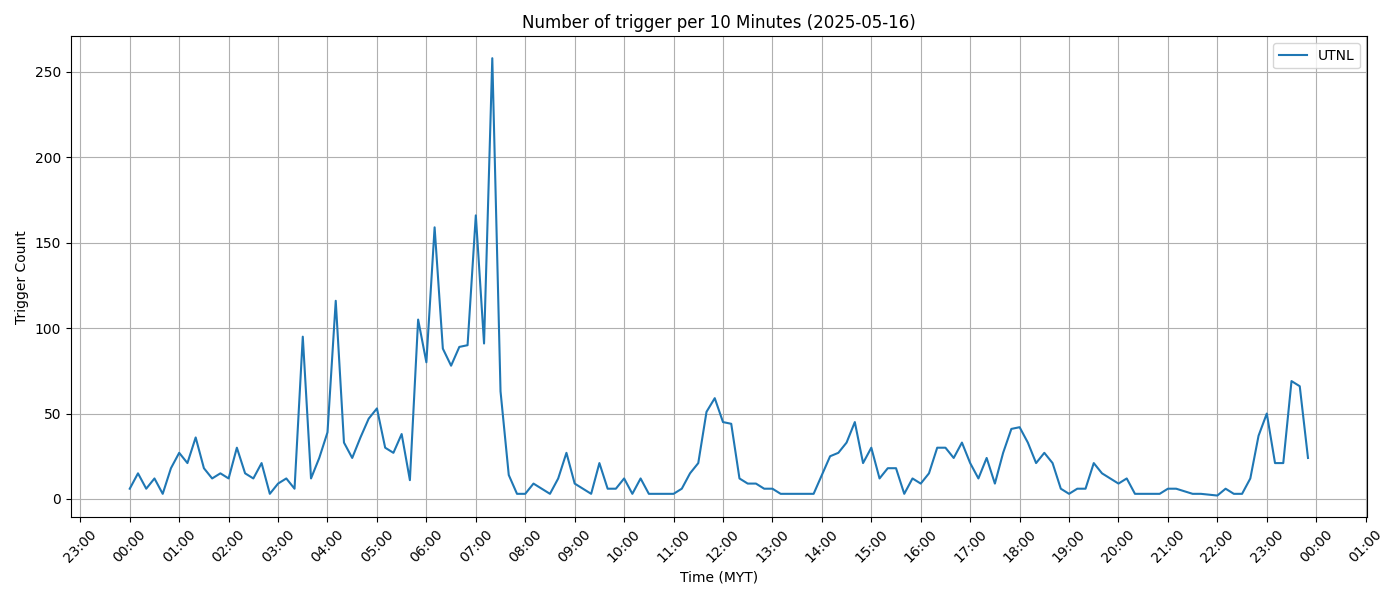 Number of trigger per 10 Minutes (2025-05-16)
UTNL
Trigger Count
250
200
150
100
50
0
23:00 00:00 01:00 02:00 03:00 04:00 05:00 06:00 07:00 08:00 09:00 10:00 11:00 12:00 13:00 14:00 15:00 16:00 17:00 18:00 19:00 20:00 21:00 22:00 23:00 00:00 01:00
Time (MYT)